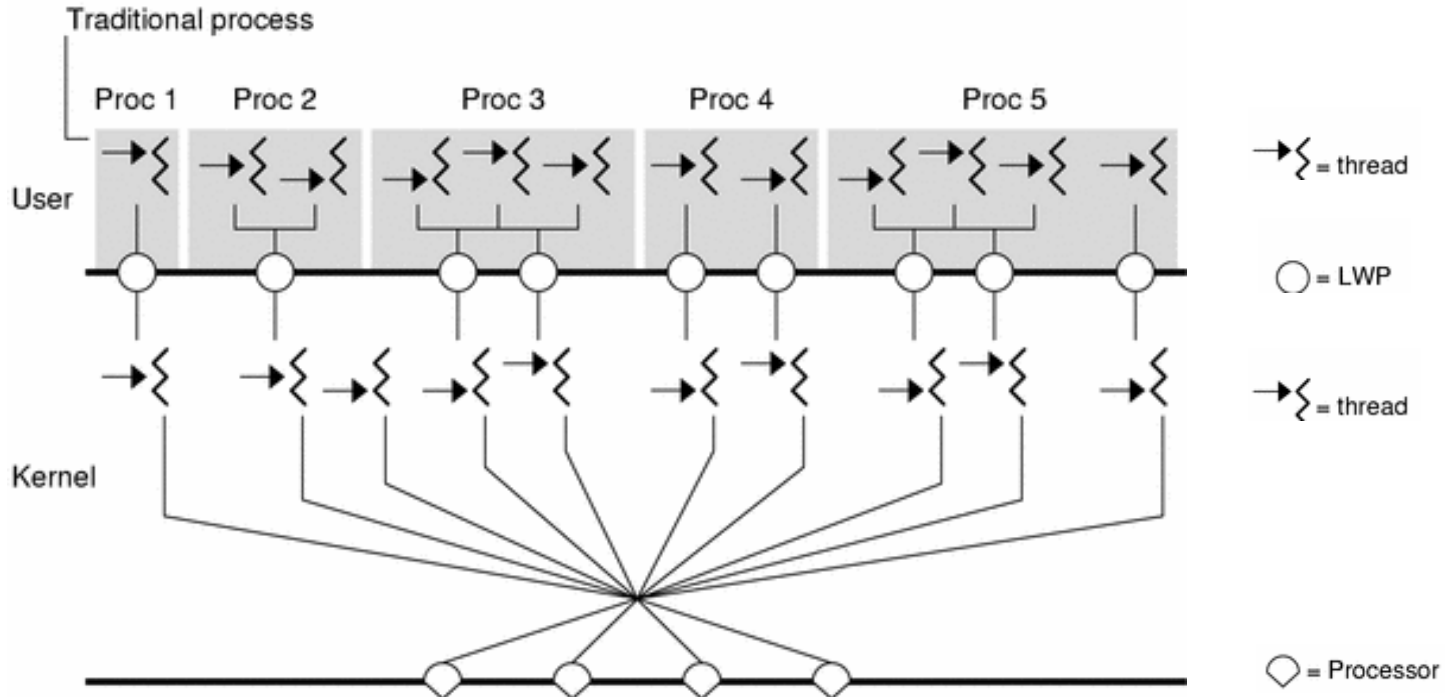 Traditional process
Proc 1 Proc 2 Proc 3 Proc 4 Proc 5
= thread
User
= LWP
= thread
Kernel
= Processor